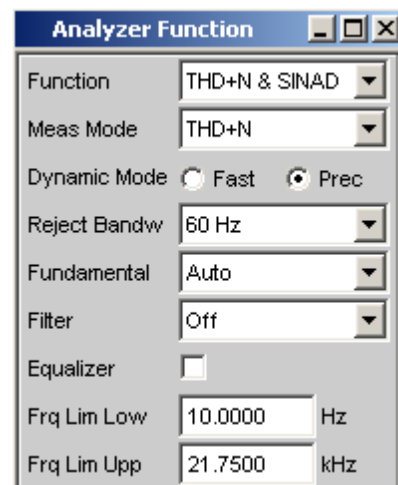 Analyzer Function
Function THD+N & SINAD
Meas Mode THD+N
Dynamic Mode Fast Prec
Reject Bandw 60 Hz
Fundamental Auto
Filter Off
Equalizer
Frq Lim Low 10.0000 Hz
Frq Lim Upp 21.7500 kHz